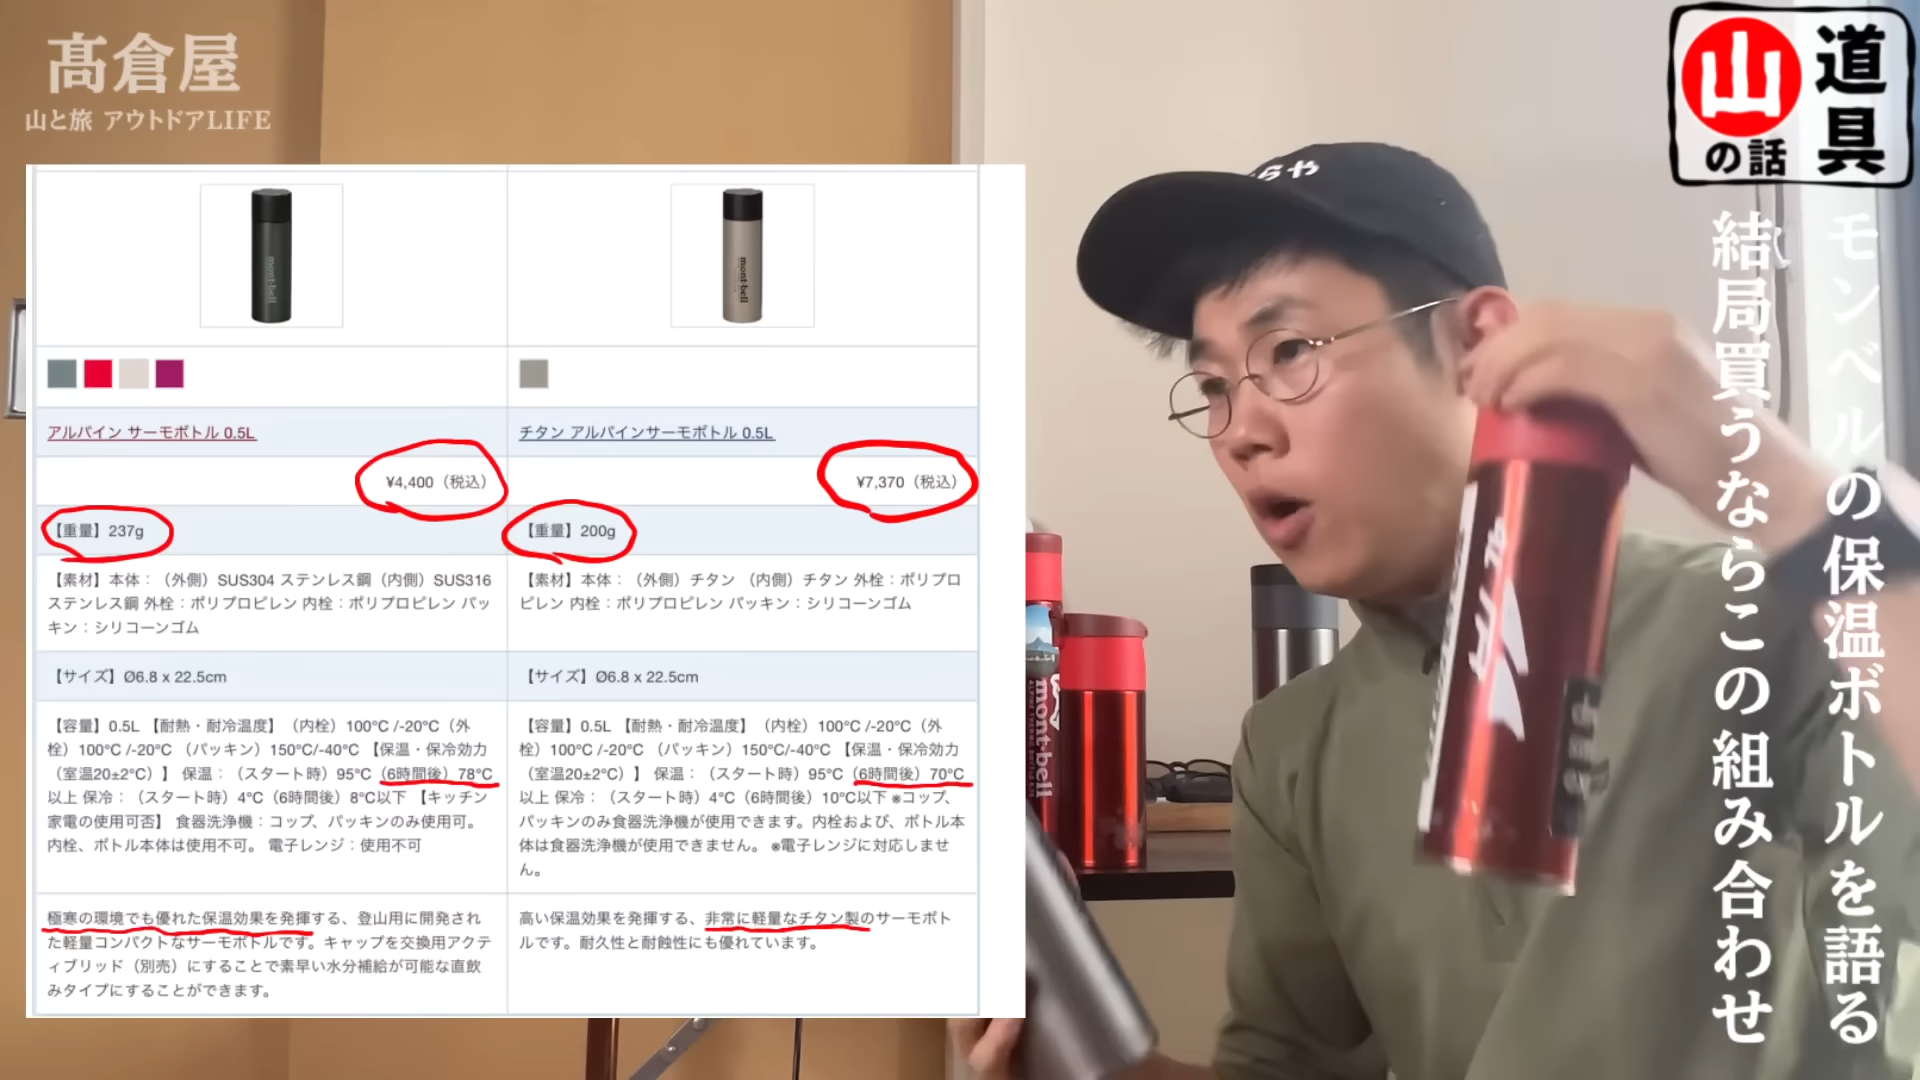 髙倉屋
山と旅 アウトドアLIFE
道具
山
の話
モンベルの保温ボトルを語る
結局買うならこの組み合わせ
mont-bell
mont-bell
アルパイン サーモボトル 0.5L
チタン アルパインサーモボトル 0.5L
¥4,400（税込）
¥7,370（税込）
【重量】237g
【重量】200g
【素材】本体：（外側）SUS304 ステンレス鋼（内側）SUS316
ステンレス鋼 外栓：ポリプロピレン 内栓：ポリプロピレン パッ
キン：シリコーンゴム
【素材】本体：（外側）チタン （内側）チタン 外栓：ポリプロ
ピレン 内栓：ポリプロピレン パッキン：シリコーンゴム
【サイズ】Ø6.8 x 22.5cm
【サイズ】Ø6.8 x 22.5cm
【容量】0.5L 【耐熱・耐冷温度】（内栓）100°C /-20°C（外
栓）100°C /-20°C （パッキン）150°C/-40°C 【保温・保冷効力
（室温20±2°C）】 保温：（スタート時）95°C（6時間後）78°C
以上 保冷：（スタート時）4°C（6時間後）8°C以下 【キッチン
家電の使用可否】 食器洗浄機：コップ、パッキンのみ使用可。
内栓、ボトル本体は使用不可。 電子レンジ：使用不可
【容量】0.5L 【耐熱・耐冷温度】（内栓）100°C /-20°C（外
栓）100°C /-20°C （パッキン）150°C/-40°C 【保温・保冷効力
（室温20±2°C）】 保温：（スタート時）95°C（6時間後）70°C
以上 保冷：（スタート時）4°C（6時間後）10°C以下 ※コップ、
パッキンのみ食器洗浄機が使用できます。内栓および、ボトル本
体は食器洗浄機が使用できません。 ※電子レンジに対応しませ
ん。
極寒の環境でも優れた保温効果を発揮する、登山用に開発され
た軽量コンパクトなサーモボトルです。キャップを交換用アクテ
ィブリッド（別売）にすることで素早い水分補給が可能な直飲
みタイプにすることができます。
高い保温効果を発揮する、非常に軽量なチタン製のサーモボト
ルです。耐久性と耐蝕性にも優れています。
らや
mont-bell